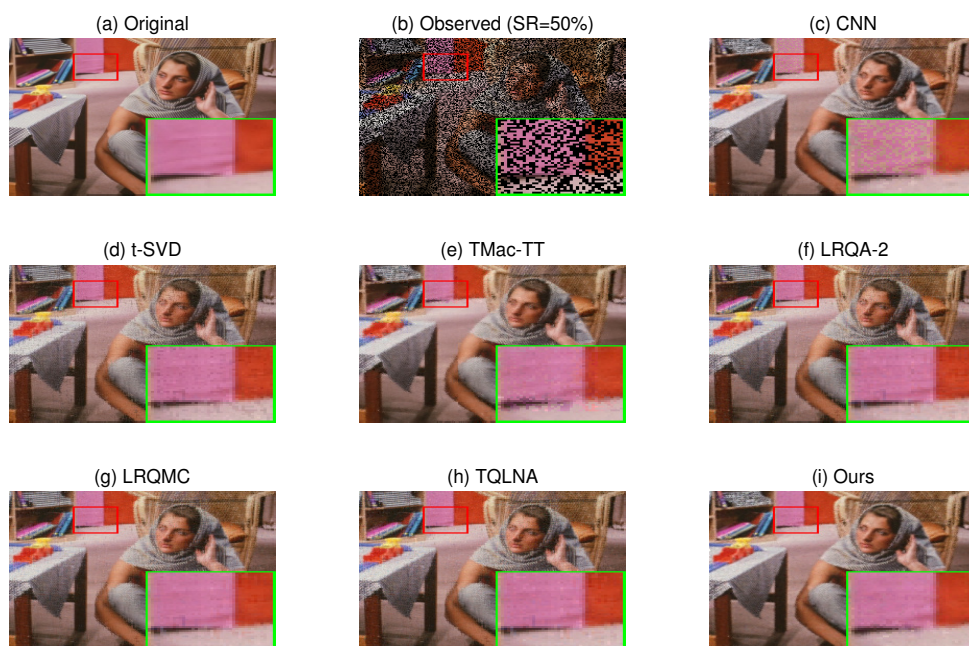 (a) Original
(b) Observed (SR=50%)
(c) CNN
(d) t-SVD
(e) TMac-TT
(f) LRQA-2
(g) LRQMC
(h) TQLNA
(i) Ours